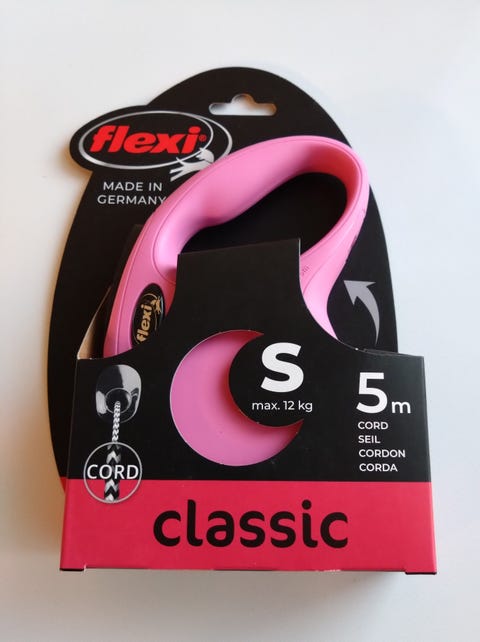 flexi®
MADE IN
GERMANY
flexi
S
max. 12 kg
5m
CORD
SEIL
CORDON
CORDA
CORD
classic